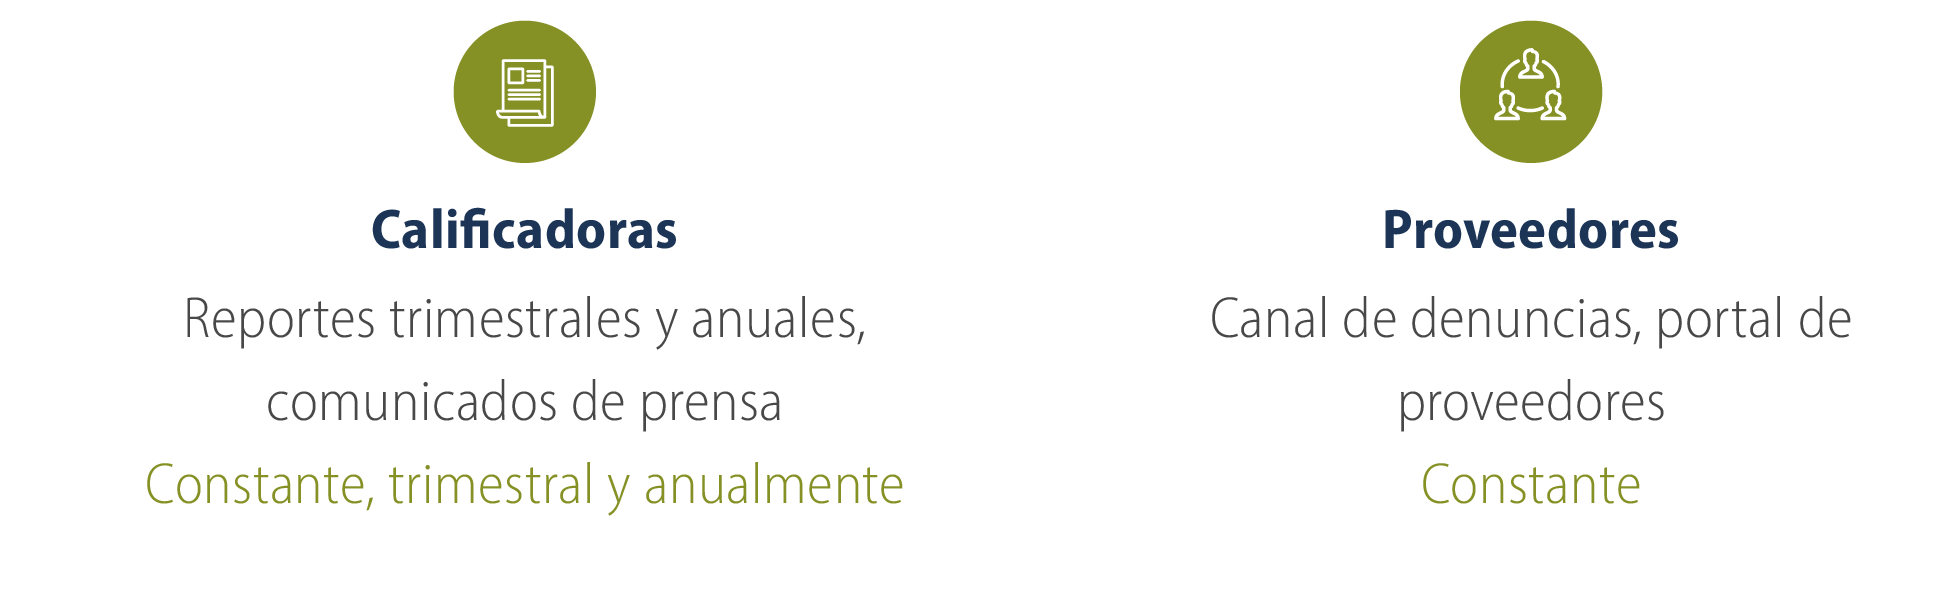 Calificadoras
Reportes trimestrales y anuales,
comunicados de prensa
Constante, trimestral y anualmente
Proveedores
Canal de denuncias, portal de
proveedores
Constante